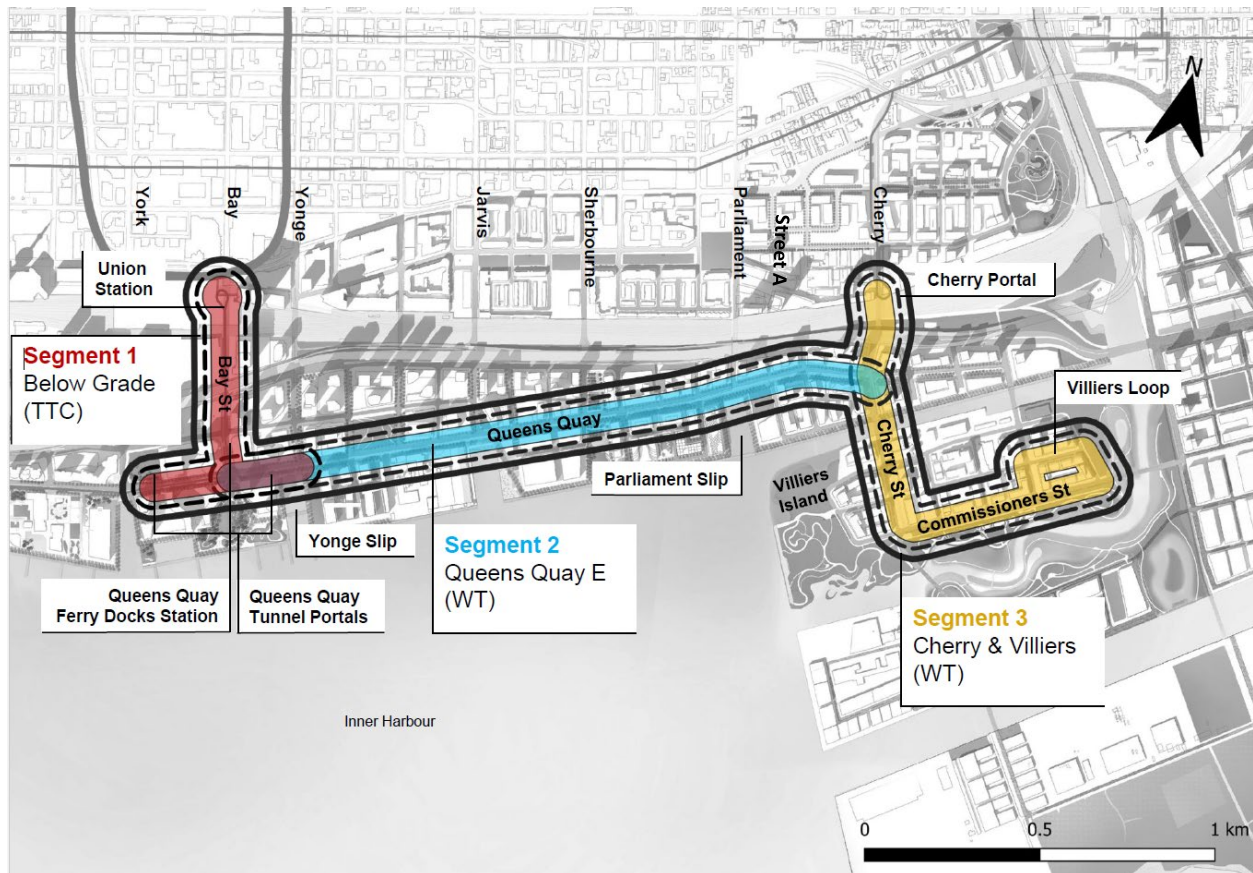 N
York
Bay
Yonge
Jarvis
Sherbourne
Parliament
Street A
Cherry
Union
Station
Cherry Portal
Segment 1
Below Grade
(TTC)
Bay St
Villiers Loop
Queens Quay
Cherry St
Parliament Slip
Villiers
Island
Commissioners St
Yonge Slip
Segment 2
Queens Quay E
(WT)
Queens Quay
Ferry Docks Station
Queens Quay
Tunnel Portals
Segment 3
Cherry & Villiers
(WT)
Inner Harbour
0
0.5
1 km